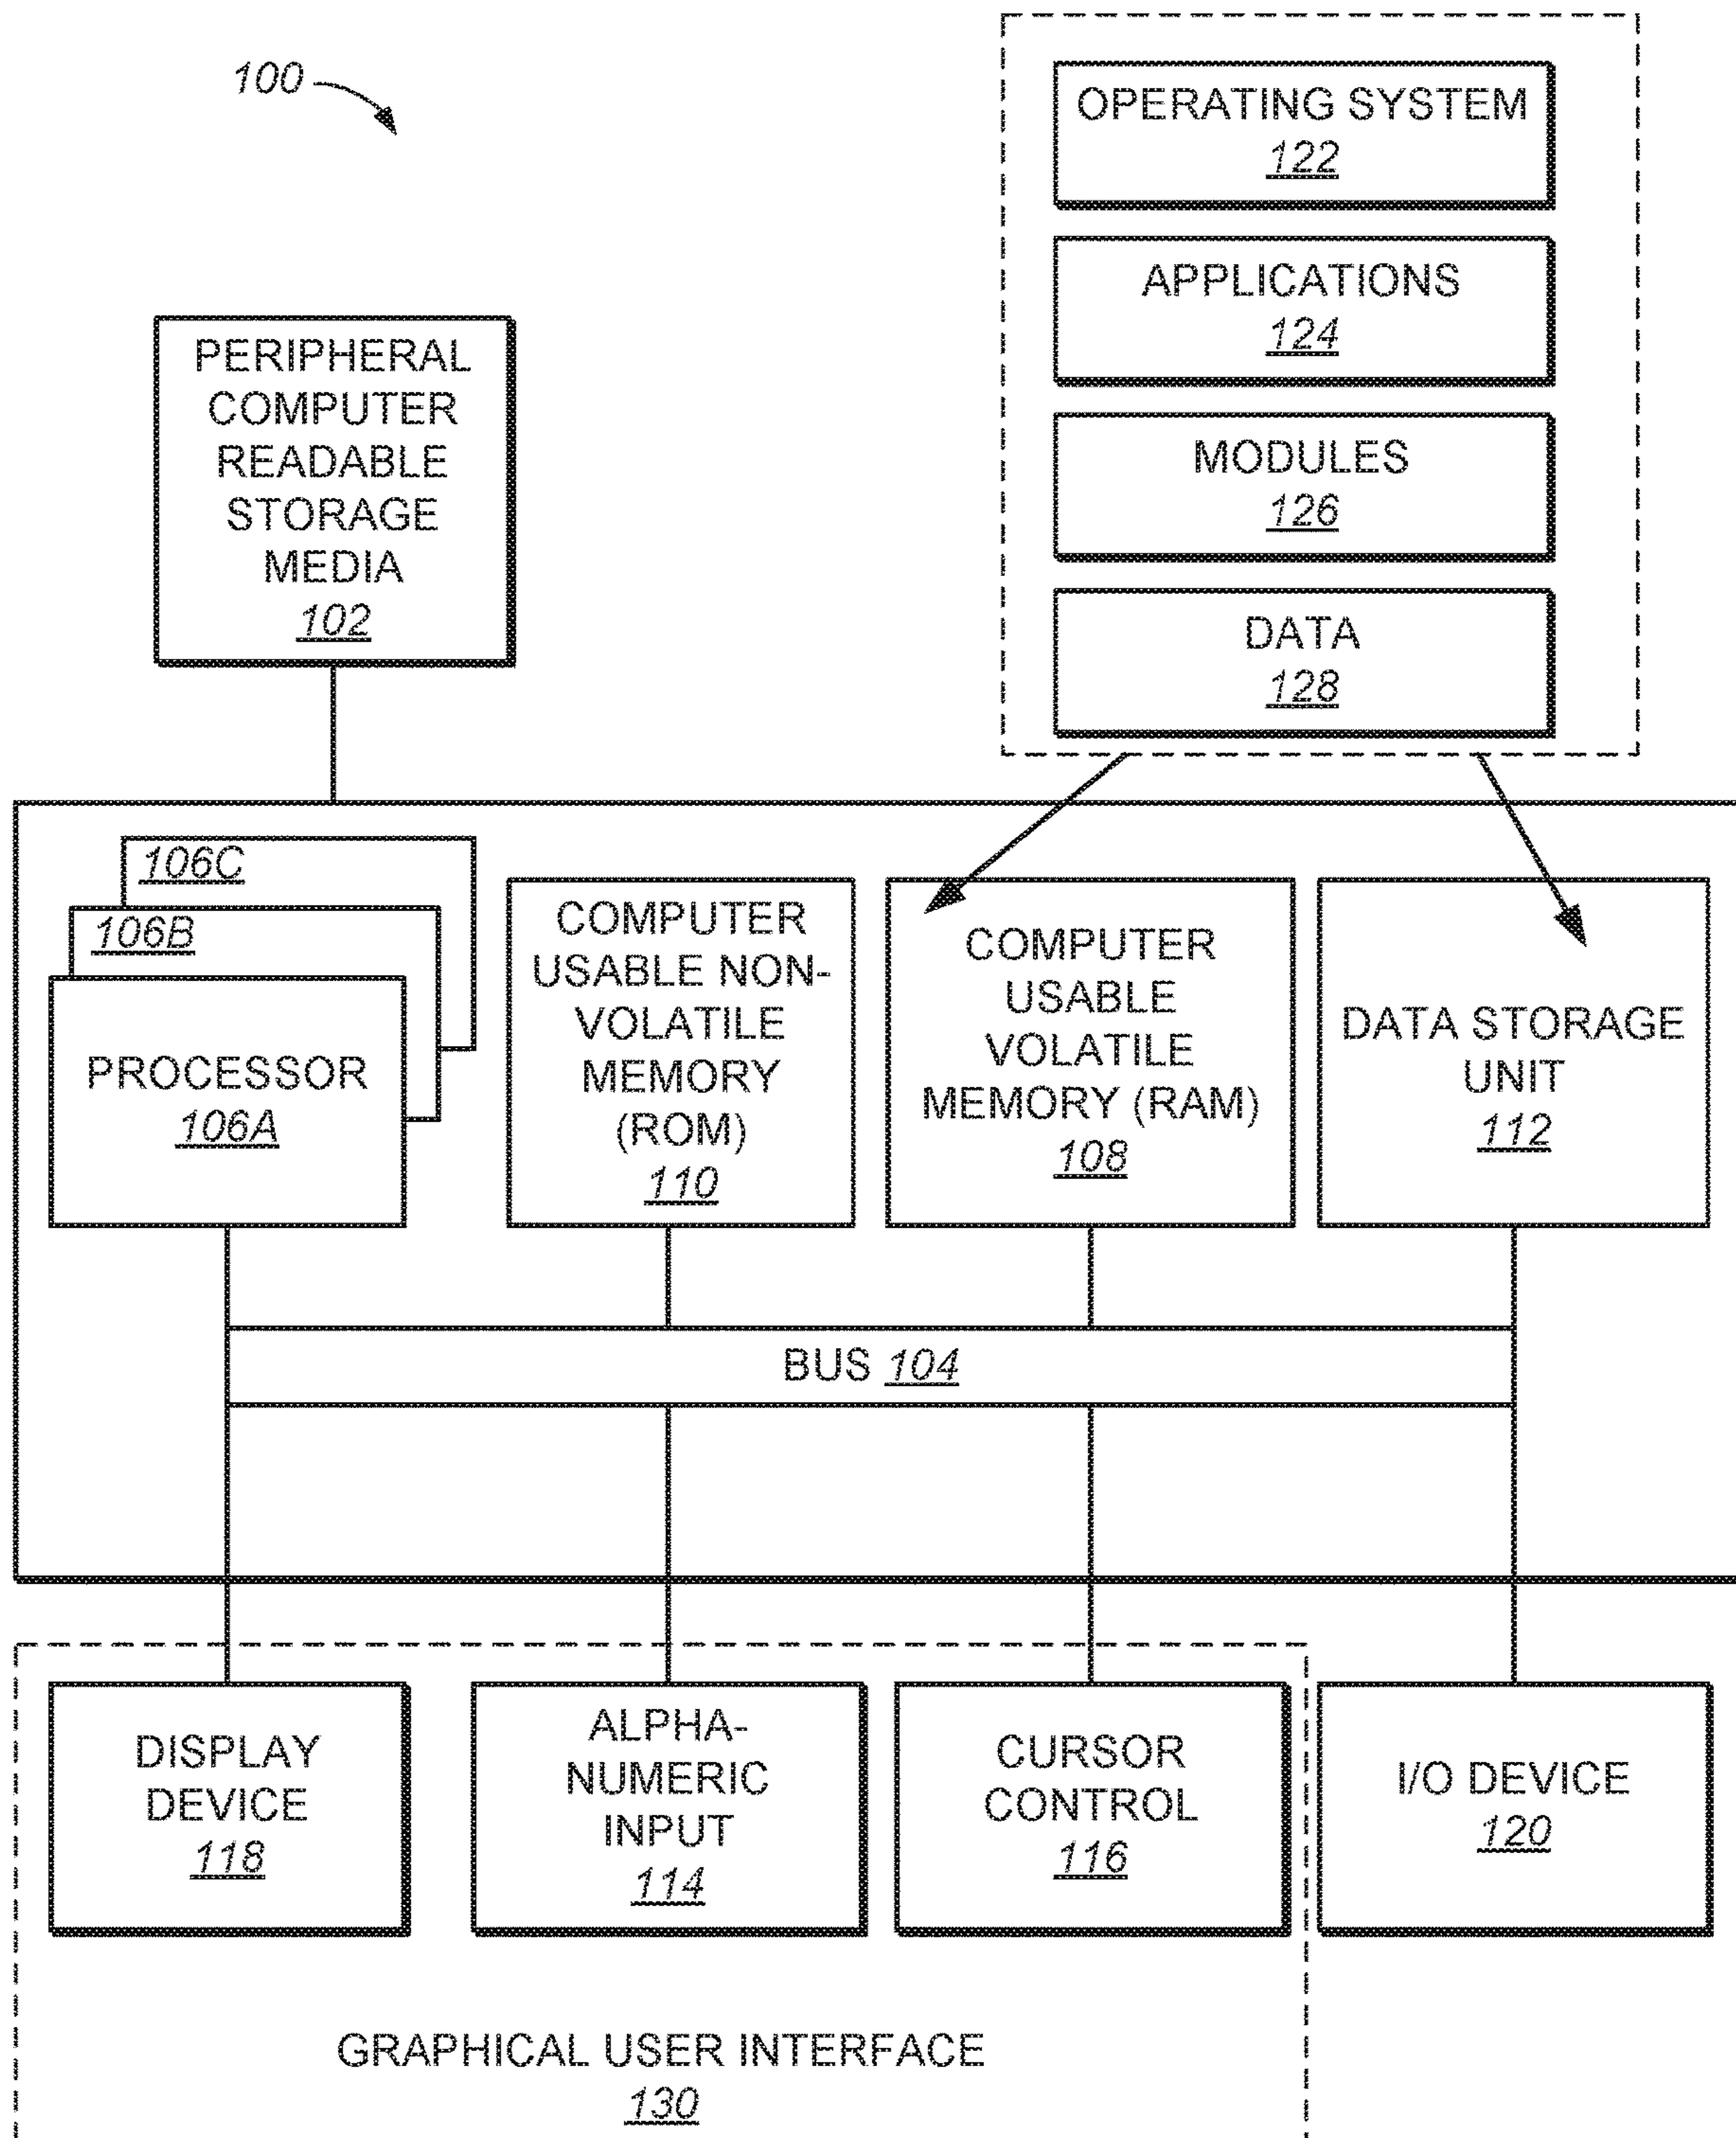 100
OPERATING SYSTEM
122
APPLICATIONS
124
MODULES
126
DATA
128
PERIPHERAL
COMPUTER
READABLE
STORAGE
MEDIA
102
106C
106B
PROCESSOR
106A
COMPUTER
USABLE NON-
VOLATILE
MEMORY
(ROM)
110
COMPUTER
USABLE
VOLATILE
MEMORY (RAM)
108
DATA STORAGE
UNIT
112
BUS 104
DISPLAY
DEVICE
118
ALPHA-
NUMERIC
INPUT
114
CURSOR
CONTROL
116
I/O DEVICE
120
GRAPHICAL USER INTERFACE
130